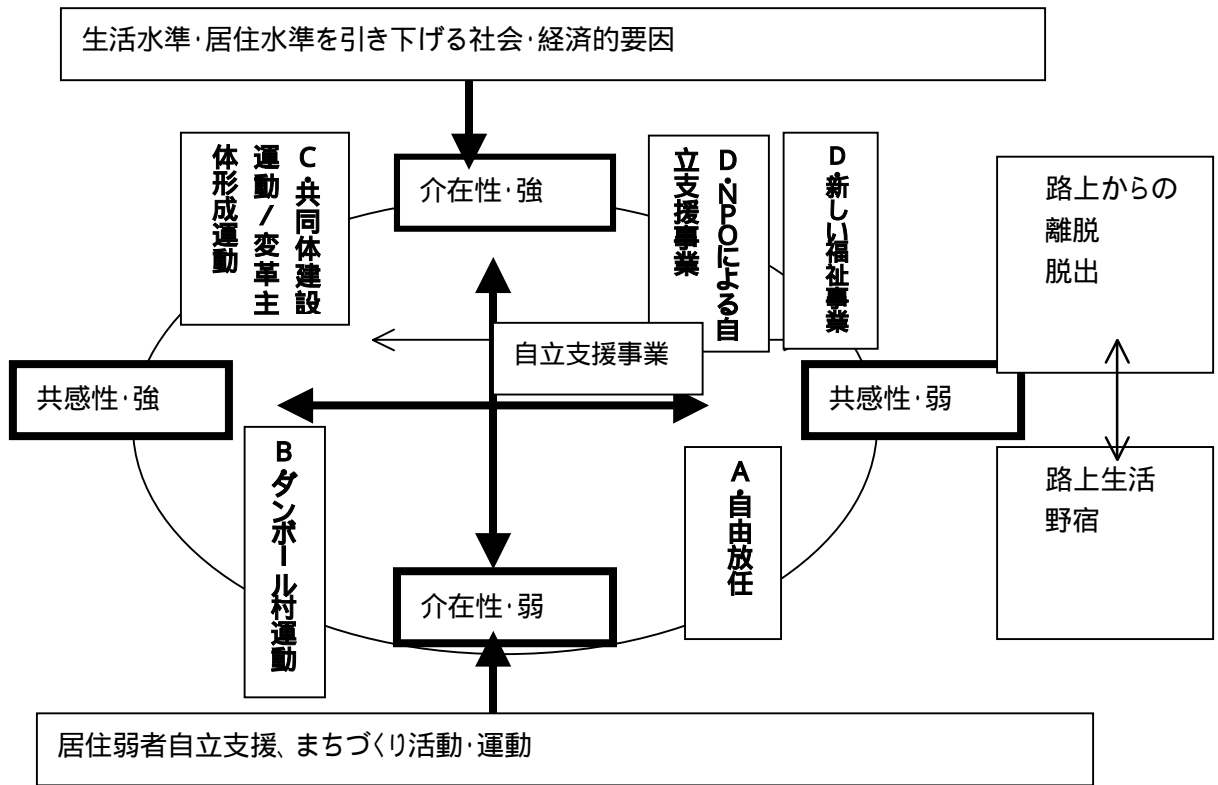 生活水準・居住水準を引き下げる社会・経済的要因
C・共同体建設
運動/変革主
体形成運動
介在性・強
D・NPOによる自
立支援事業
D・新しい福祉事業
路上からの
離脱
脱出
自立支援事業
共感性・強
共感性・弱
B・ダンボール村運動
A・自由放任
路上生活
野宿
介在性・弱
居住弱者自立支援、まちづくり活動・運動